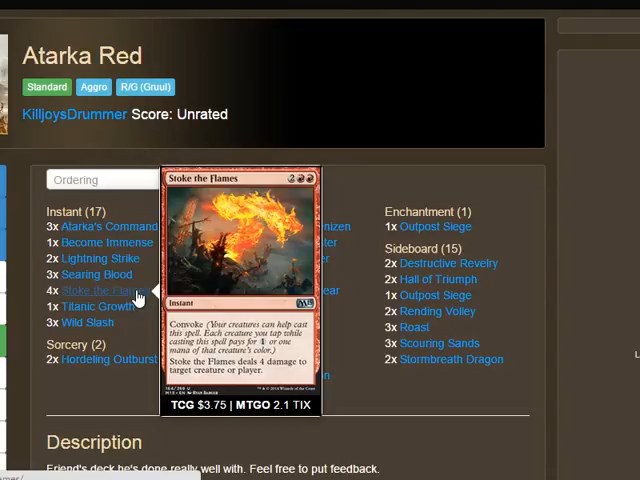 Atarka Red
Standard Aggro R/G (Gruul)
KilljoysDrummer Score: Unrated
Ordering
Instant (17)
3x Atarka's Command
1x Become Immense
2x Lightning Strike
3x Searing Blood
4x Stoke the Flames
1x Titanic Growth
3x Wild Slash
Sorcery (2)
2x Hordeling Outburst
Stoke the Flames 2
Instant M15
Convoke (Your creatures can help cast
this spell. Each creature you tap while
casting this spell pays for 1 or one
mana of that creature's color.)
Stoke the Flames deals 4 damage to
target creature or player.
TCG $3.75 | MTGO 2.1 TIX
Enchantment (1)
1x Outpost Siege
Sideboard (15)
2x Destructive Revelry
2x Hall of Triumph
1x Outpost Siege
2x Rending Volley
3x Roast
3x Scouring Sands
2x Stormbreath Dragon
Description
Friend's deck he's done really well with. Feel free to put feedback.